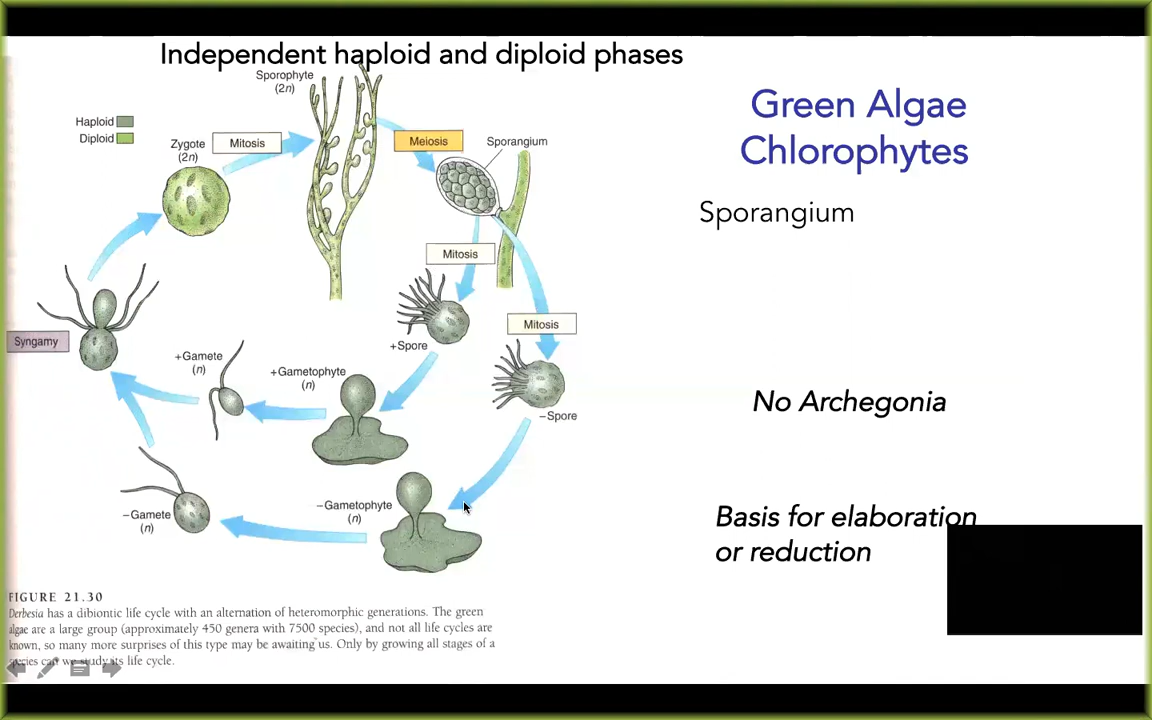 Independent haploid and diploid phases
Sporophyte
(2n)
Haploid
Diploid
Zygote
(2n)
Mitosis
Meiosis
Sporangium
Mitosis
Mitosis
Syngamy
+Spore
–Spore
+Gamete
(n)
+Gametophyte
(n)
–Gamete
(n)
–Gametophyte
(n)
FIGURE 21.30
Derbesia has a dibiontic life cycle with an alternation of heteromorphic generations. The green
algae are a large group (approximately 450 genera with 7500 species), and not all life cycles are
known, so many more surprises of this type may be awaiting us. Only by growing all stages of a
species can we study its life cycle.
Green Algae
Chlorophytes
Sporangium
No Archegonia
Basis for elaboration
or reduction